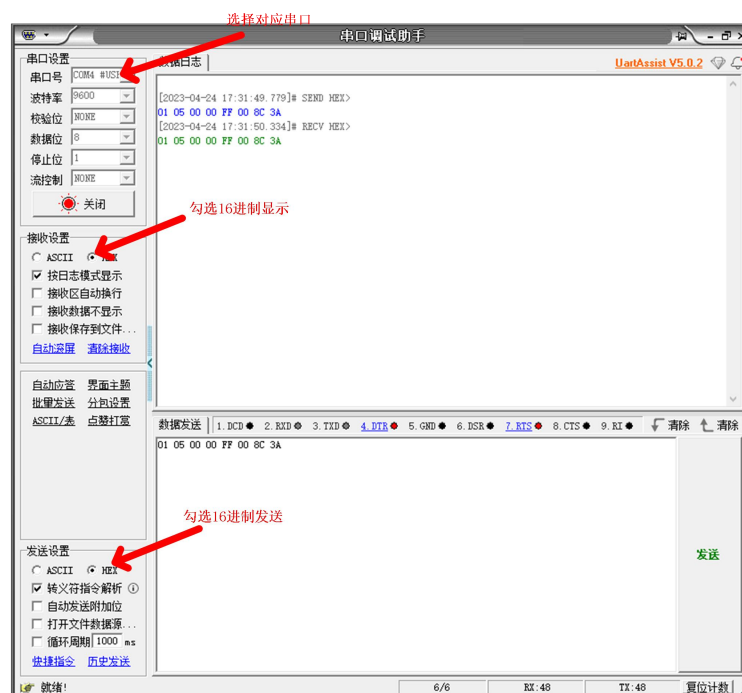 选择对应串口
串口调试助手
串口设置
串口号 COM4 #USB
波特率 9600
校验位 NONE
数据位 8
停止位 1
流控制 NONE
关闭
数据日志
UartAssist V5.0.2
[2023-04-24 17:31:49.779]# SEND HEX>
01 05 00 00 FF 00 8C 3A
[2023-04-24 17:31:50.334]# RECV HEX>
01 05 00 00 FF 00 8C 3A
勾选16进制显示
接收设置
ASCII HEX
按日志模式显示
接收区自动换行
接收数据不显示
接收保存到文件...
自动滚屏 清除接收
自动应答 界面主题
批量发送 分包设置
ASCII/表 点赞打赏
数据发送 1.DCD 2.RXD 3.TXD 4.DTR 5.GND 6.DSR 7.RTS 8.CTS 9.RI 清除 清除
01 05 00 00 FF 00 8C 3A
勾选16进制发送
发送
发送设置
ASCII HEX
转义符指令解析
自动发送附加位
打开文件数据源...
循环周期 1000 ms
快捷指令 历史发送
就绪! 6/6 RX:48 TX:48 复位计数